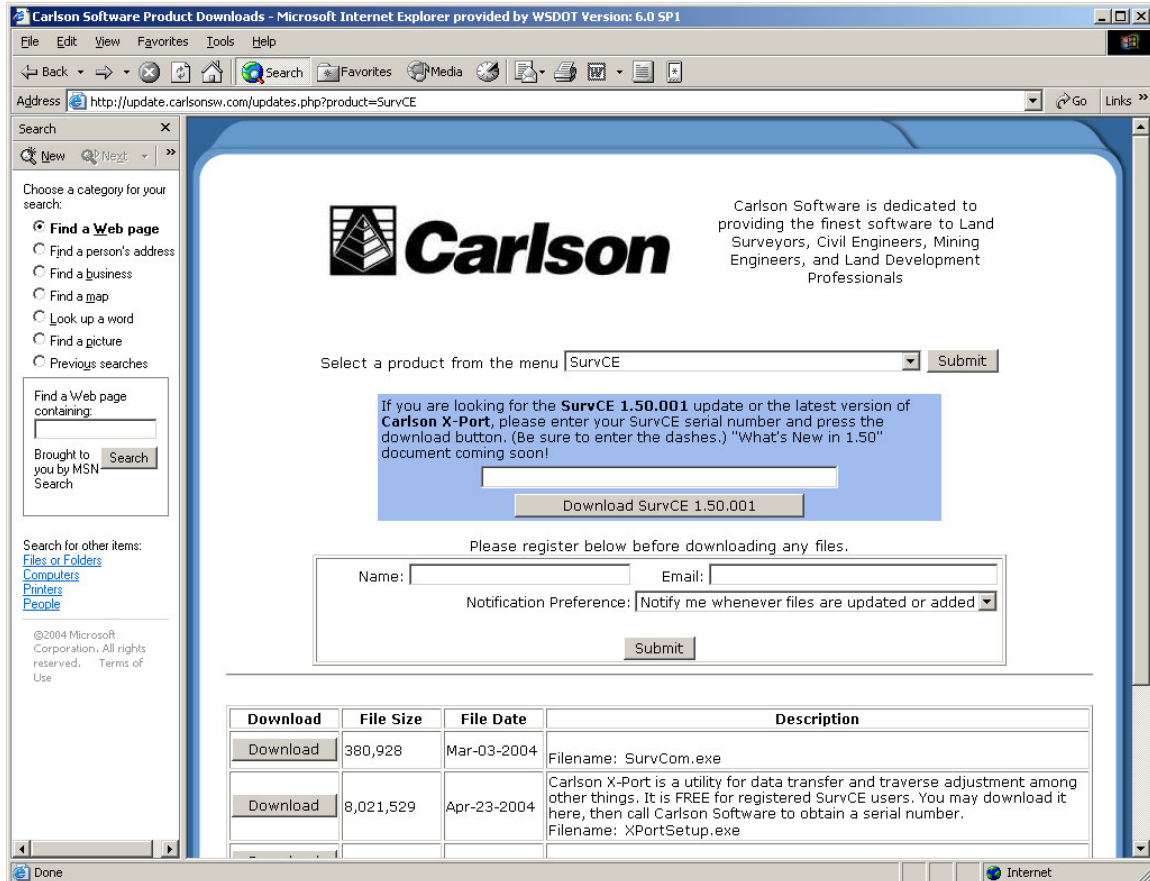 Carlson Software Product Downloads - Microsoft Internet Explorer provided by WSDOT Version: 6.0 SP1
File Edit View Favorites Tools Help
Back Search Favorites Media
Address http://update.carlsonsw.com/updates.php?product=SurvCE Go Links »
Search x
New Next »
Choose a category for your
search:
Find a Web page
Find a person's address
Find a business
Find a map
Look up a word
Find a picture
Previous searches
Find a Web page
containing:
Brought to
you by MSN
Search
Search
Search for other items:
Files or Folders
Computers
Printers
People
©2004 Microsoft
Corporation. All rights
reserved. Terms of
Use
Carlson
Carlson Software is dedicated to
providing the finest software to Land
Surveyors, Civil Engineers, Mining
Engineers, and Land Development
Professionals
Select a product from the menu SurvCE Submit
If you are looking for the SurvCE 1.50.001 update or the latest version of
Carlson X-Port, please enter your SurvCE serial number and press the
download button. (Be sure to enter the dashes.) "What's New in 1.50"
document coming soon!
Download SurvCE 1.50.001
Please register below before downloading any files.
Name: Email:
Notification Preference: Notify me whenever files are updated or added
Submit
Download File Size File Date Description
Download 380,928 Mar-03-2004 Filename: SurvCom.exe
Download 8,021,529 Apr-23-2004
Carlson X-Port is a utility for data transfer and traverse adjustment among
other things. It is FREE for registered SurvCE users. You may download it
here, then call Carlson Software to obtain a serial number.
Filename: XPortSetup.exe
Done Internet